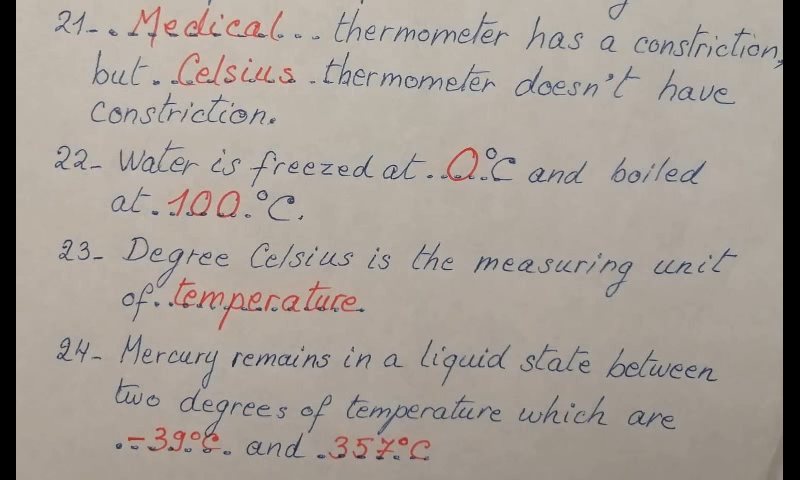 21- . Medical... thermometer has a constriction,
but . Celsius . thermometer doesn't have
constriction.
22- Water is freezed at . 0°C and boiled
at . 100 . °C.
23- Degree Celsius is the measuring unit
of .. temperature.
24- Mercury remains in a liquid state between
two degrees of temperature which are
. -39°C . and . 357°C